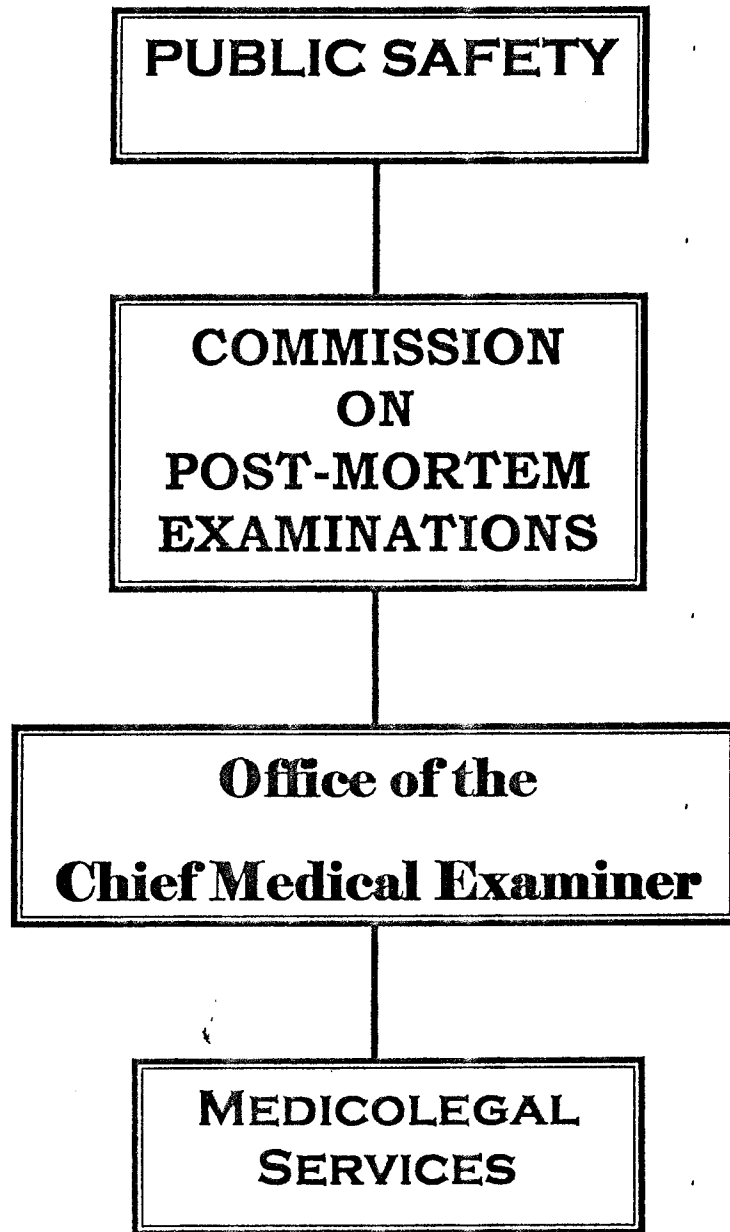 PUBLIC SAFETY
COMMISSION
ON
POST-MORTEM
EXAMINATIONS
Office of the
Chief Medical Examiner
MEDICOLEGAL
SERVICES